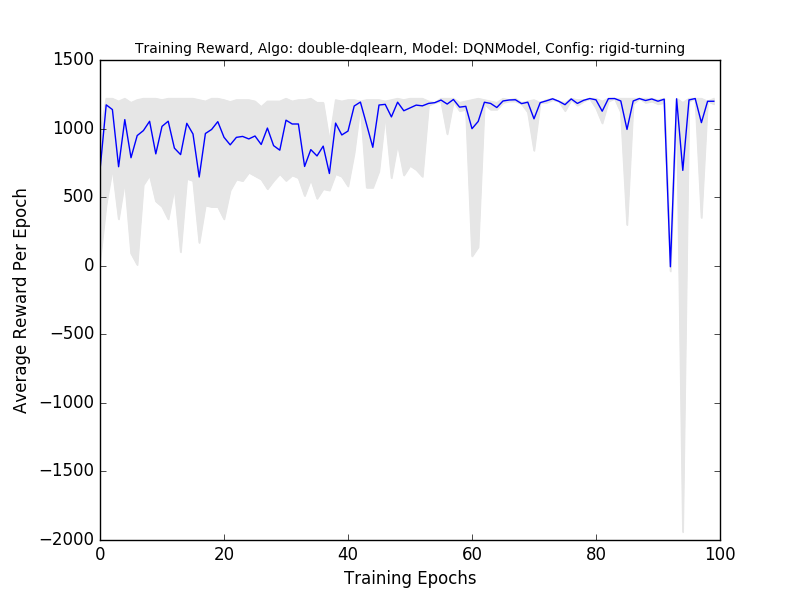 Training Reward, Algo: double-dqlearn, Model: DQNModel, Config: rigid-turning
1500
1000
500
0
−500
−1000
−1500
−2000
Average Reward Per Epoch
0 20 40 60 80 100
Training Epochs